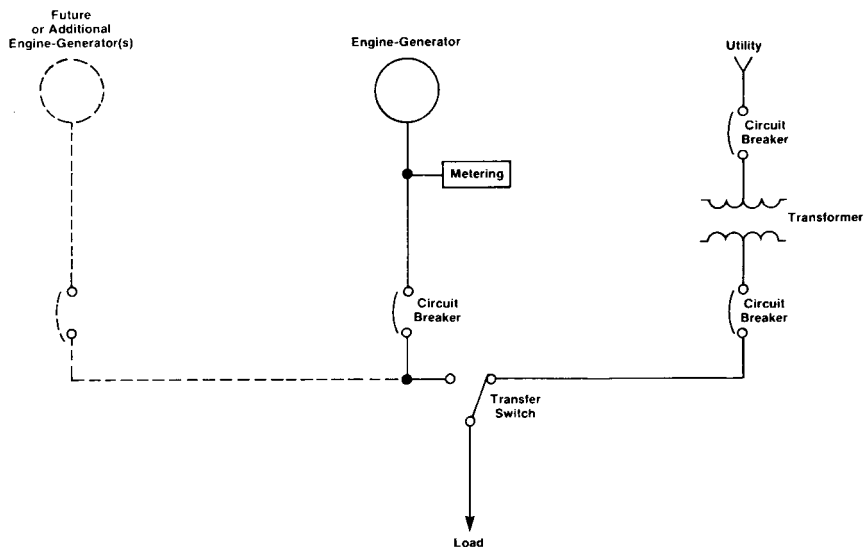 Future
or Additional
Engine-Generator(s)
Engine-Generator
Utility
Circuit
Breaker
Metering
Transformer
Circuit
Breaker
Circuit
Breaker
Transfer
Switch
Load